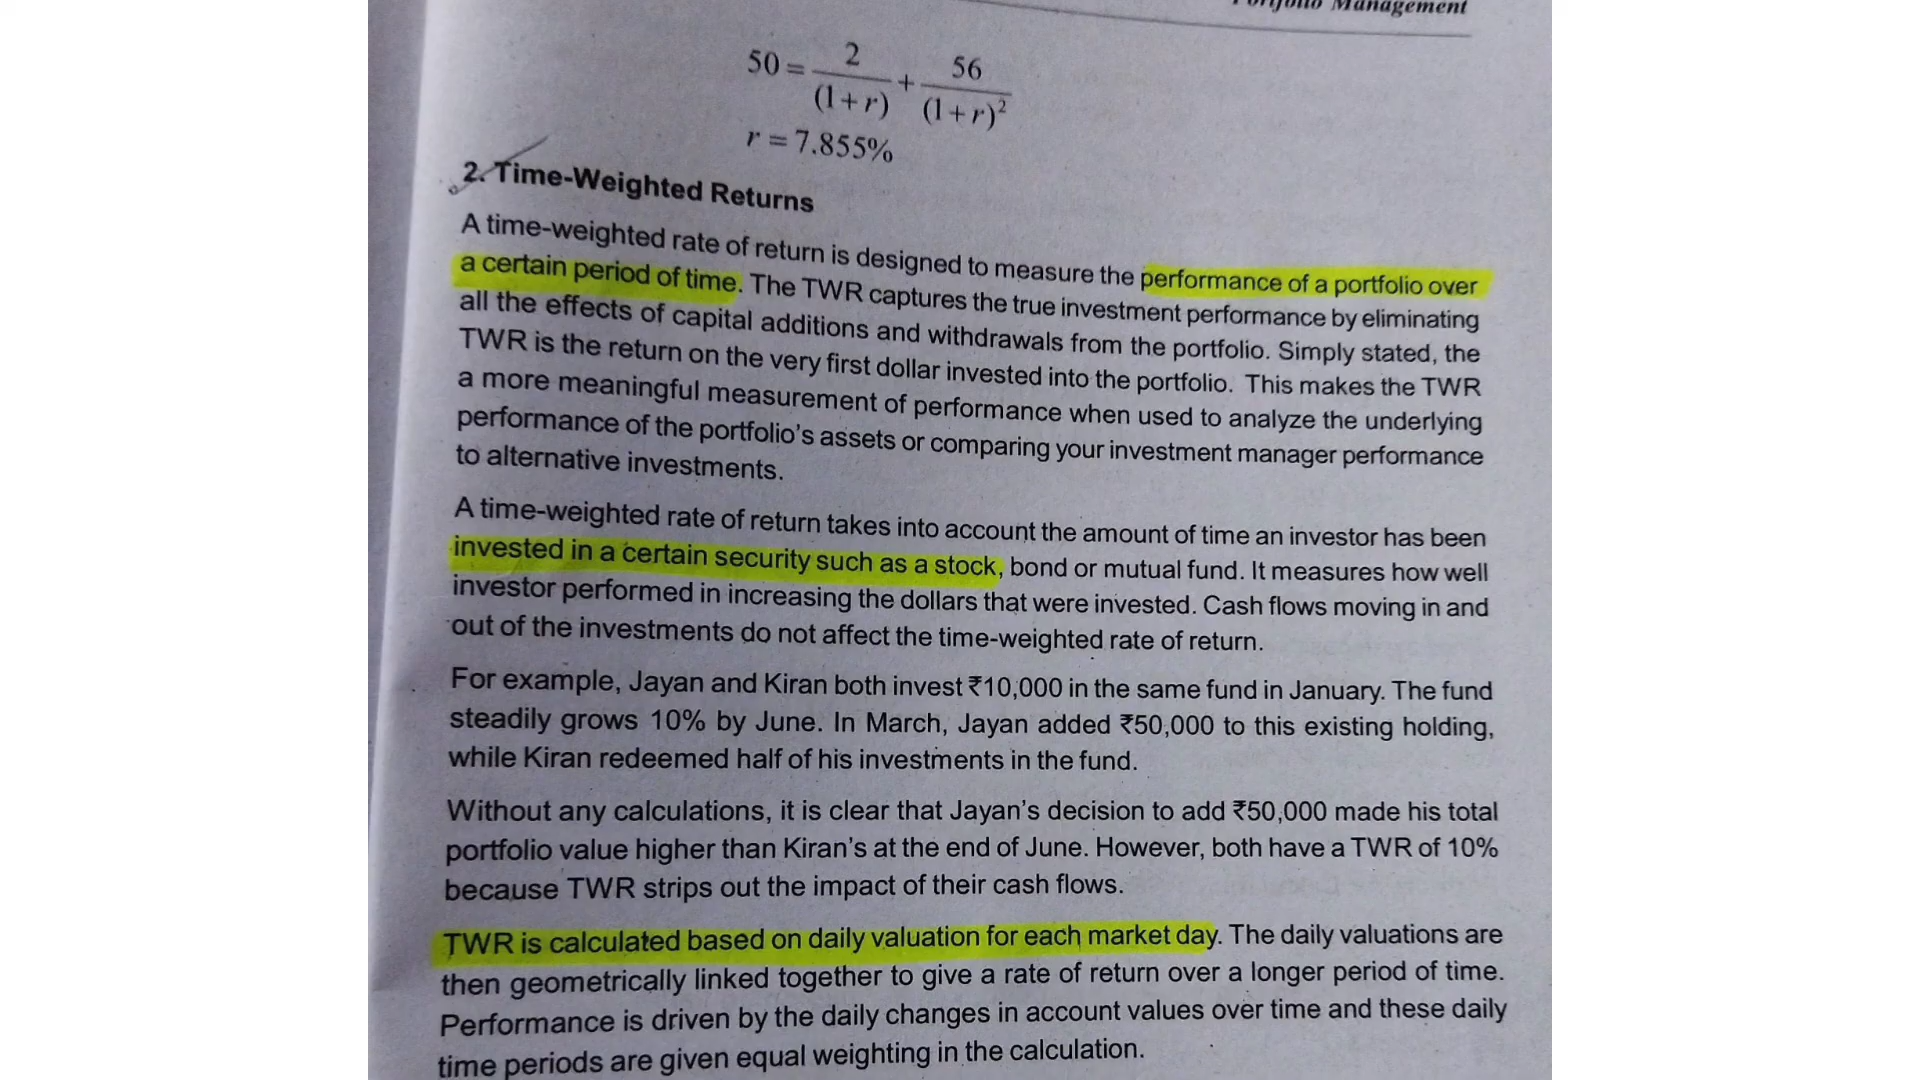 Portfolio Management
50 = 2/(1+r) + 56/(1+r)²
r = 7.855%
2. Time-Weighted Returns
A time-weighted rate of return is designed to measure the performance of a portfolio over
a certain period of time. The TWR captures the true investment performance by eliminating
all the effects of capital additions and withdrawals from the portfolio. Simply stated, the
TWR is the return on the very first dollar invested into the portfolio. This makes the TWR
a more meaningful measurement of performance when used to analyze the underlying
performance of the portfolio's assets or comparing your investment manager performance
to alternative investments.
A time-weighted rate of return takes into account the amount of time an investor has been
invested in a certain security such as a stock, bond or mutual fund. It measures how well
investor performed in increasing the dollars that were invested. Cash flows moving in and
out of the investments do not affect the time-weighted rate of return.
For example, Jayan and Kiran both invest ₹10,000 in the same fund in January. The fund
steadily grows 10% by June. In March, Jayan added ₹50,000 to this existing holding,
while Kiran redeemed half of his investments in the fund.
Without any calculations, it is clear that Jayan's decision to add ₹50,000 made his total
portfolio value higher than Kiran's at the end of June. However, both have a TWR of 10%
because TWR strips out the impact of their cash flows.
TWR is calculated based on daily valuation for each market day. The daily valuations are
then geometrically linked together to give a rate of return over a longer period of time.
Performance is driven by the daily changes in account values over time and these daily
time periods are given equal weighting in the calculation.